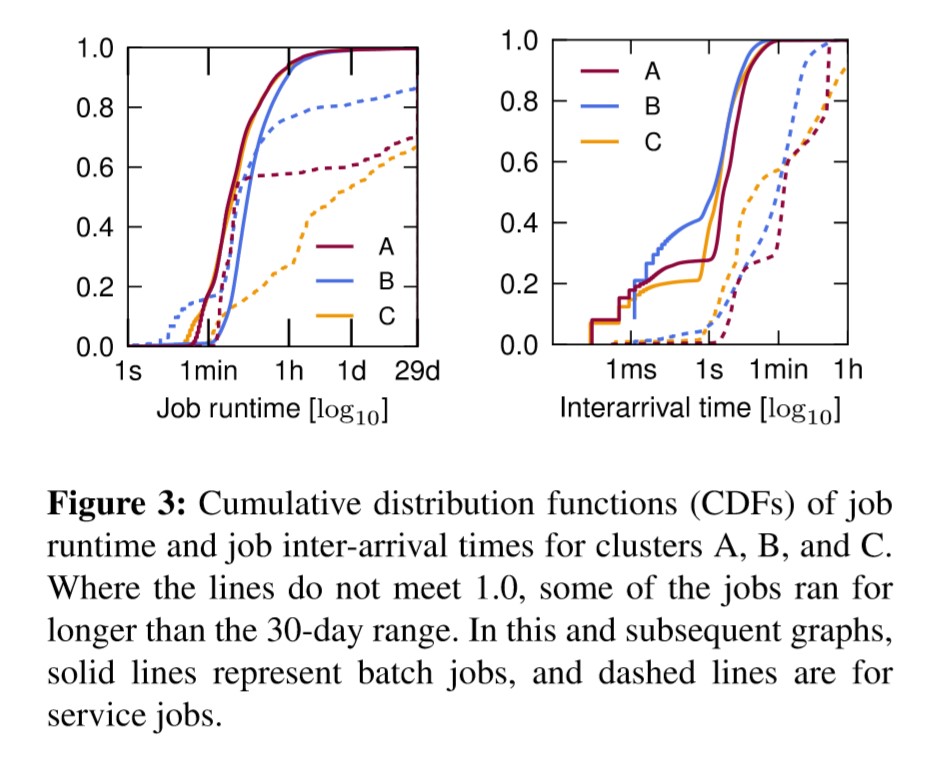 1.0
0.8
0.6
0.4
0.2
0.0
A
B
C
1s 1min 1h 1d 29d
Job runtime [log10]
1.0
0.8
0.6
0.4
0.2
0.0
A
B
C
1ms 1s 1min 1h
Interarrival time [log10]
Figure 3: Cumulative distribution functions (CDFs) of job
runtime and job inter-arrival times for clusters A, B, and C.
Where the lines do not meet 1.0, some of the jobs ran for
longer than the 30-day range. In this and subsequent graphs,
solid lines represent batch jobs, and dashed lines are for
service jobs.